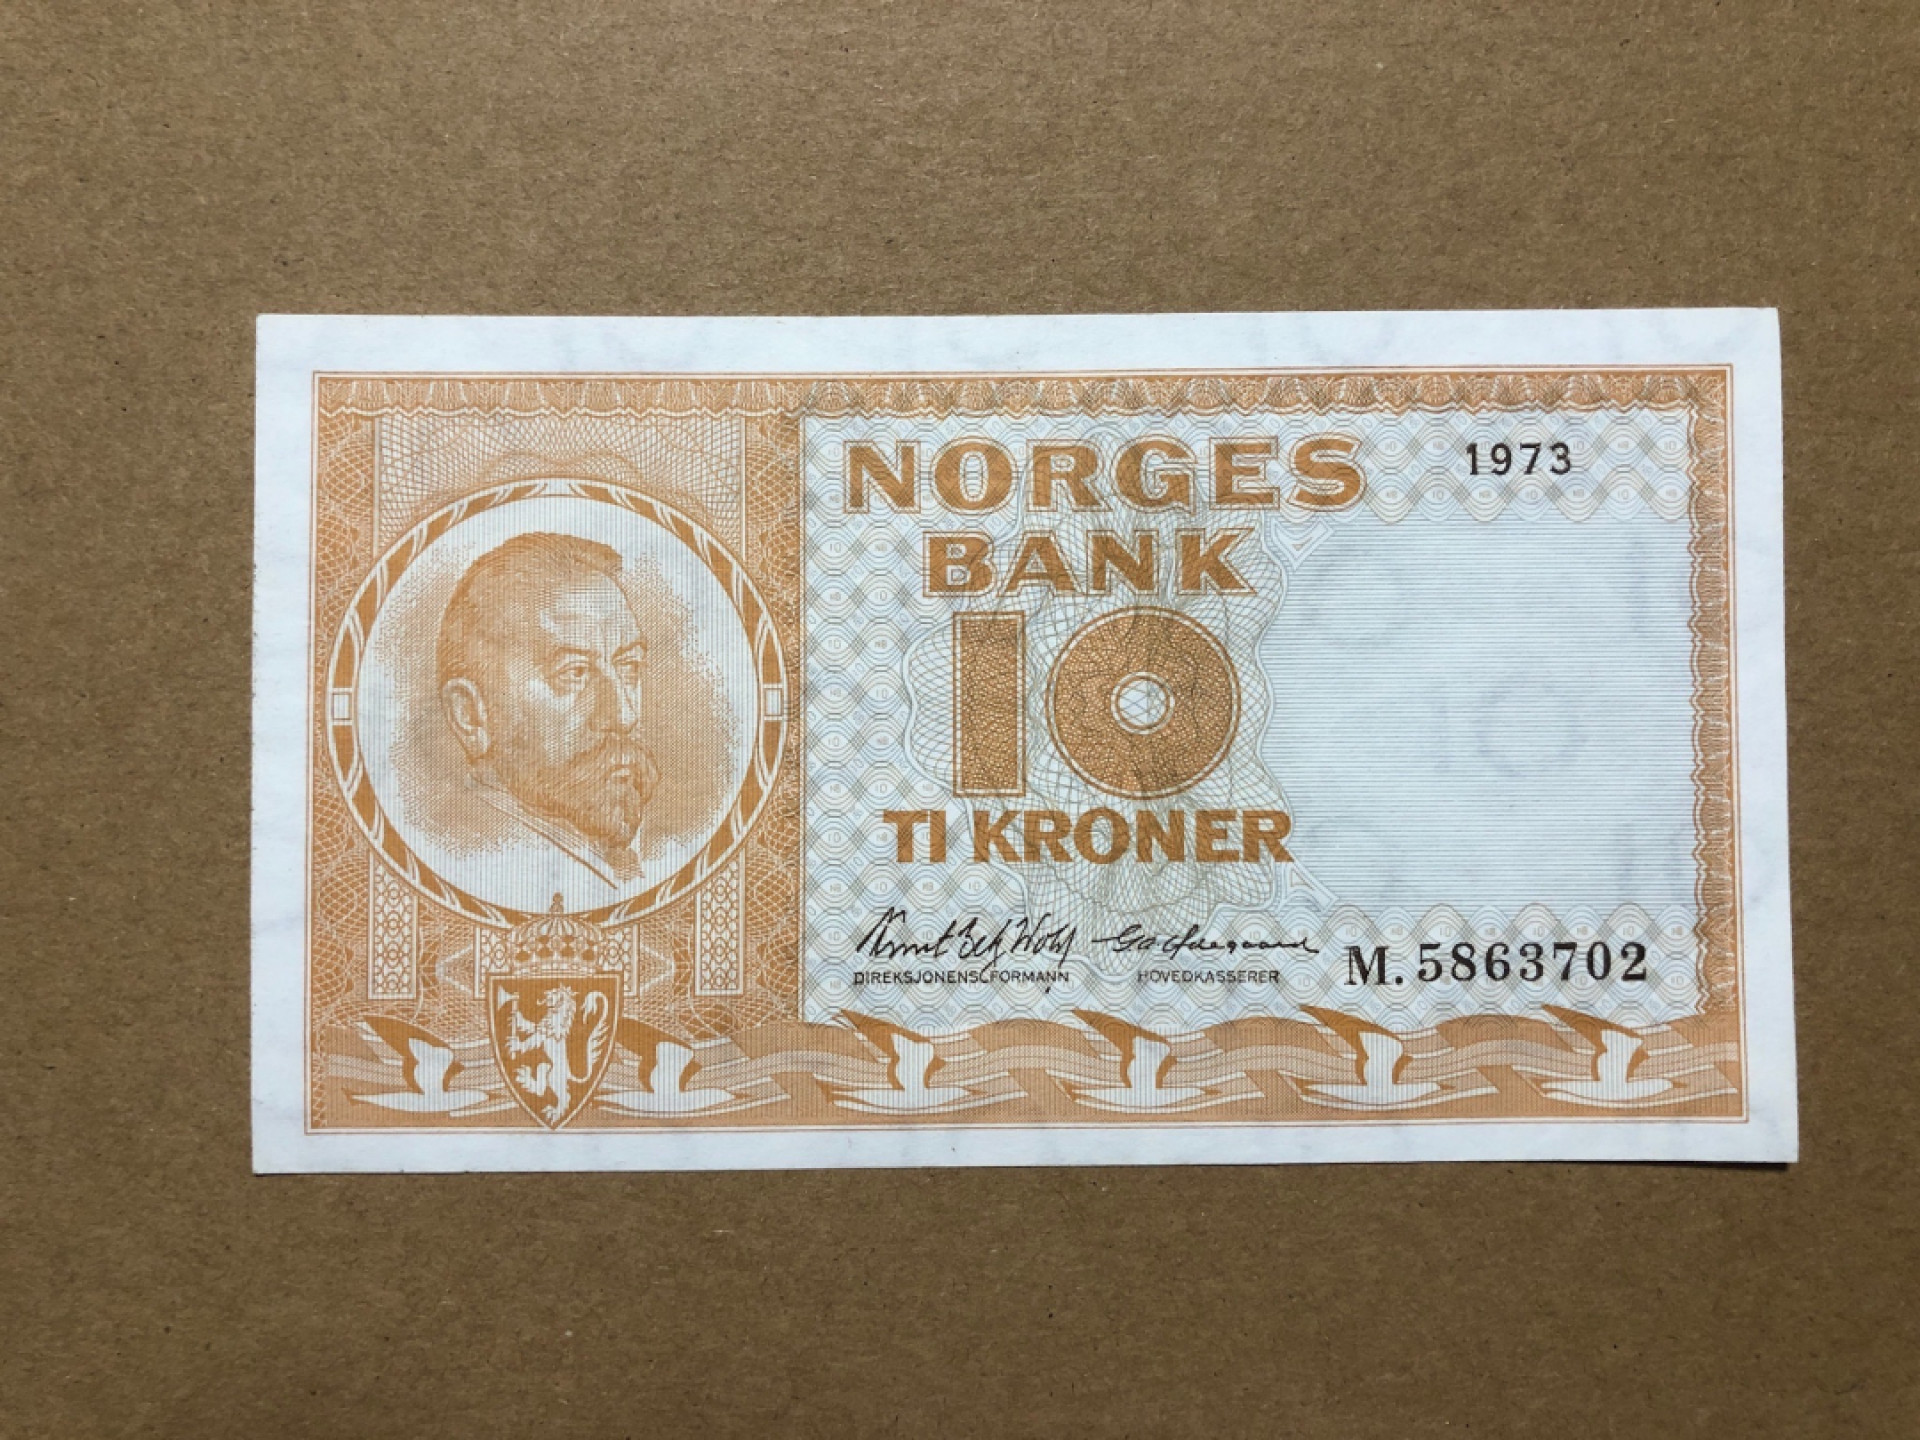 NORGES
1973
BANK
10
TI KRONER
DIREKSJONENS FORMANN
HOVEDKASSERER
M. 5863702